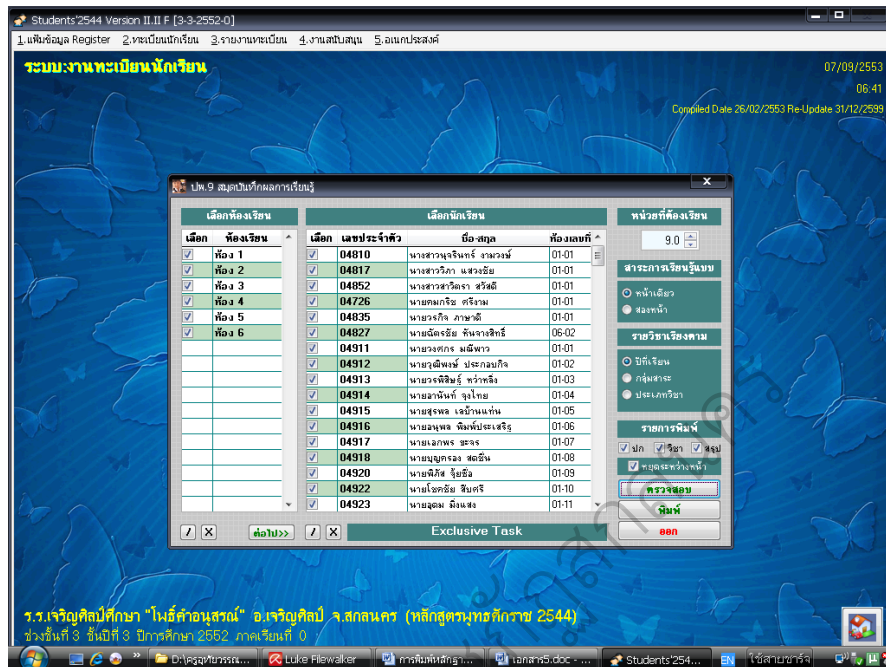 Students'2544 Version II.II F [3-3-2552-0]
1.แฟ้มข้อมูล Register 2.ทะเบียนนักเรียน 3.รายงานทะเบียน 4.งานสนับสนุน 5.อเนกประสงค์
ระบบ:งานทะเบียนนักเรียน
07/09/2553
06:41
Compiled Date 26/02/2553 Re-Update 31/12/2599
ปพ.9 สมุดบันทึกผลการเรียนรู้
เลือกห้องเรียน
เลือก ห้องเรียน
ห้อง 1
ห้อง 2
ห้อง 3
ห้อง 4
ห้อง 5
ห้อง 6
ต่อไป>>
เลือกนักเรียน
เลือก เลขประจำตัว ชื่อ-สกุล ห้องเลขที่
04810 นางสาวนุจรินทร์ งามวงษ์ 01-01
04817 นางสาววิภา แสวงชัย 01-01
04852 นางสาวสาวิตรา สวัสดี 01-01
04726 นายคมกริช ศรีงาม 01-01
04835 นายวรกิจ ภาษาดี 01-01
04827 นายฉัตรชัย 06-02
04911 นายวงศกร มณีพาว 01-01
04912 นายวุฒิพงษ์ ประกอบกิจ 01-02
04913 นายวรพิสิษฐ์ 01-03
04914 นายอานันท์ จุงไทย 01-04
04915 นายสุรพล เจบ้านแท่น 01-05
04916 นายอนุพล พิมพ์ประเสริฐ 01-06
04917 นายเอกพร ขะจร 01-07
04918 นายบุญครอง สดชื่น 01-08
04920 นายพิภัส จุ้ยชื่อ 01-09
04922 นายโชคชัย สืบศรี 01-10
04923 นายอุดม มีแสง 01-11
Exclusive Task
หน่วยที่ต้องเรียน
9.0
สาระการเรียนรู้แบบ
หน้าเดียว
สองหน้า
รายวิชาเรียงตาม
ปีที่เรียน
กลุ่มสาระ
ประเภทวิชา
รายการพิมพ์
ปก วิชา สรุป
หยุดระหว่างหน้า
ตรวจสอบ
พิมพ์
ออก
ร.ร.เจริญศิลป์ศึกษา "โพธิ์คำอนุสรณ์" อ.เจริญศิลป์ จ.สกลนคร (หลักสูตรพุทธศักราช 2544)
ช่วงชั้นที่ 3 ชั้นปีที่ 3 ปีการศึกษา 2552 ภาคเรียนที่ 0
D:\ครูอุทัยวรรณ... Luke Filewalker การพิมพ์หลักฐา... เอกสาร5.doc - ... Students'254... EN ใช้สายชาร์จ